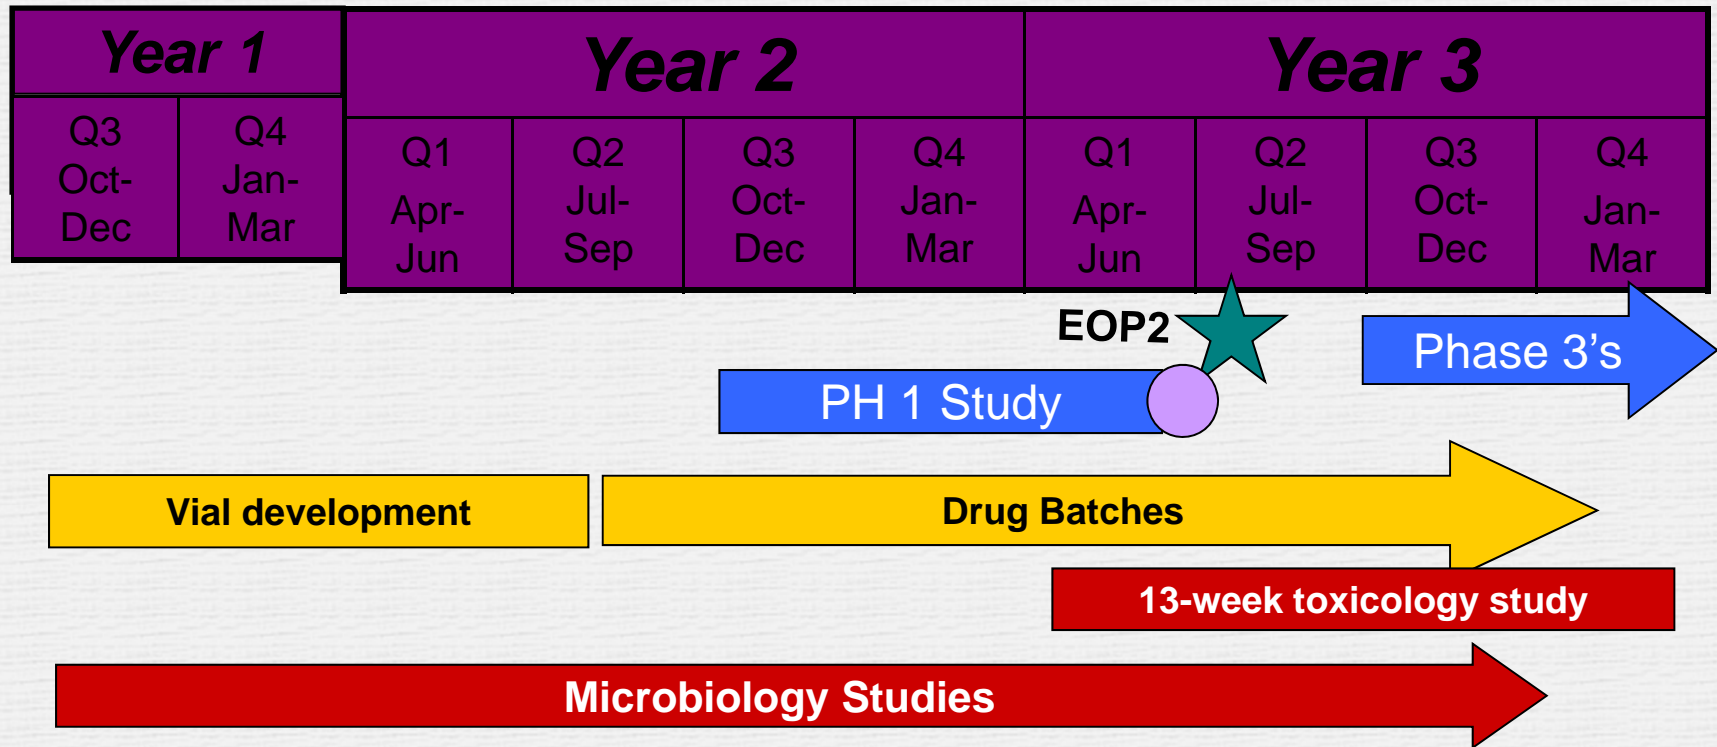 Year 1
Year 2
Year 3
Q3
Oct-
Dec
Q4
Jan-
Mar
Q1
Apr-
Jun
Q2
Jul-
Sep
Q3
Oct-
Dec
Q4
Jan-
Mar
Q1
Apr-
Jun
Q2
Jul-
Sep
Q3
Oct-
Dec
Q4
Jan-
Mar
EOP2
Phase 3’s
PH 1 Study
Vial development
Drug Batches
13-week toxicology study
Microbiology Studies